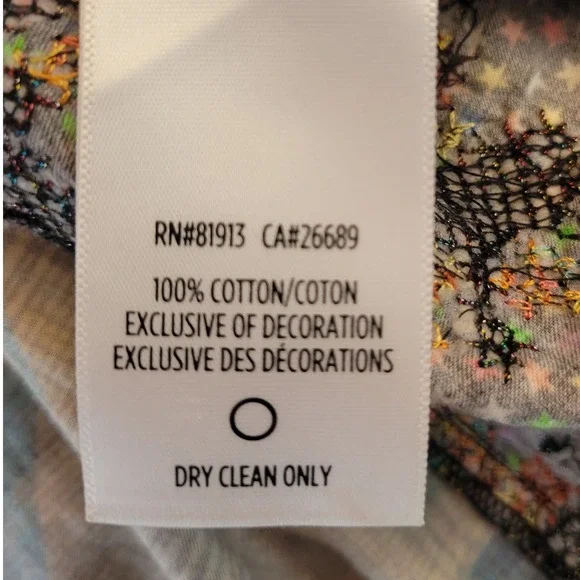 RN#81913 CA#26689
100% COTTON/COTON
EXCLUSIVE OF DECORATION
EXCLUSIVE DES DÉCORATIONS
DRY CLEAN ONLY